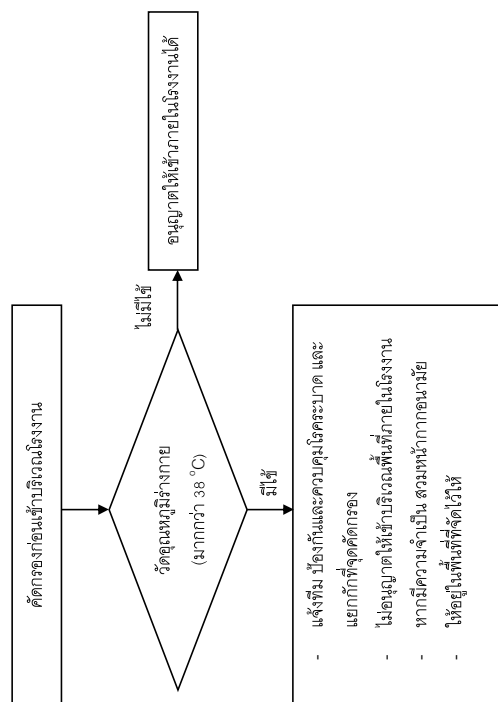 คัดกรองก่อนเข้าบริเวณโรงงาน
วัดอุณหภูมิร่างกาย
(มากกว่า 38 °C)
ไม่มีไข้
อนุญาตให้เข้าภายในโรงงานได้
มีไข้
- แจ้งทีม ป้องกันและควบคุมโรคระบาด และ
แยกกักที่จุดคัดกรอง
- ไม่อนุญาตให้เข้าบริเวณพื้นที่ภายในโรงงาน
- หากมีความจำเป็น สวมหน้ากากอนามัย
- ให้อยู่ในพื้นที่ที่จัดไว้ให้